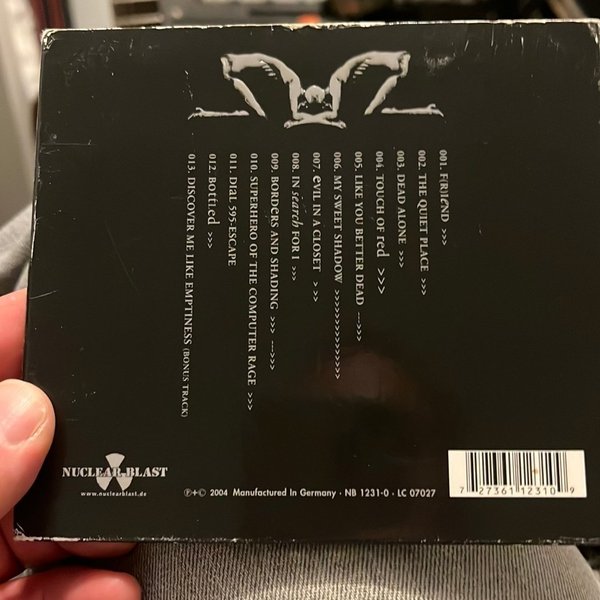 001. F(R)IEND >>>
002. THE QUIET PLACE >>>
003. DEAD ALONE >>>
004. TOUCH OF red >>>
005. LIKE YOU BETTER DEAD --->>>
006. MY SWEET SHADOW >>>>>>>>>>>>>>>
007. eVIL IN A CLOSET >>>
008. IN search FOR I >>>
009. BORDeRS AND SHADING >>> --->>>
010. SUPERHERO OF THE COMPUTER RAGE >>>
011. DIAL 595-ESCAPE
012. BOttLED >>>
013. DISCOVER ME LIKE EMPTINESS (BONUS TRACK)
NUCLEAR BLAST
www.nuclearblast.de
℗+© 2004 Manufactured In Germany · NB 1231-0 · LC 07027
7 27361 12310 9